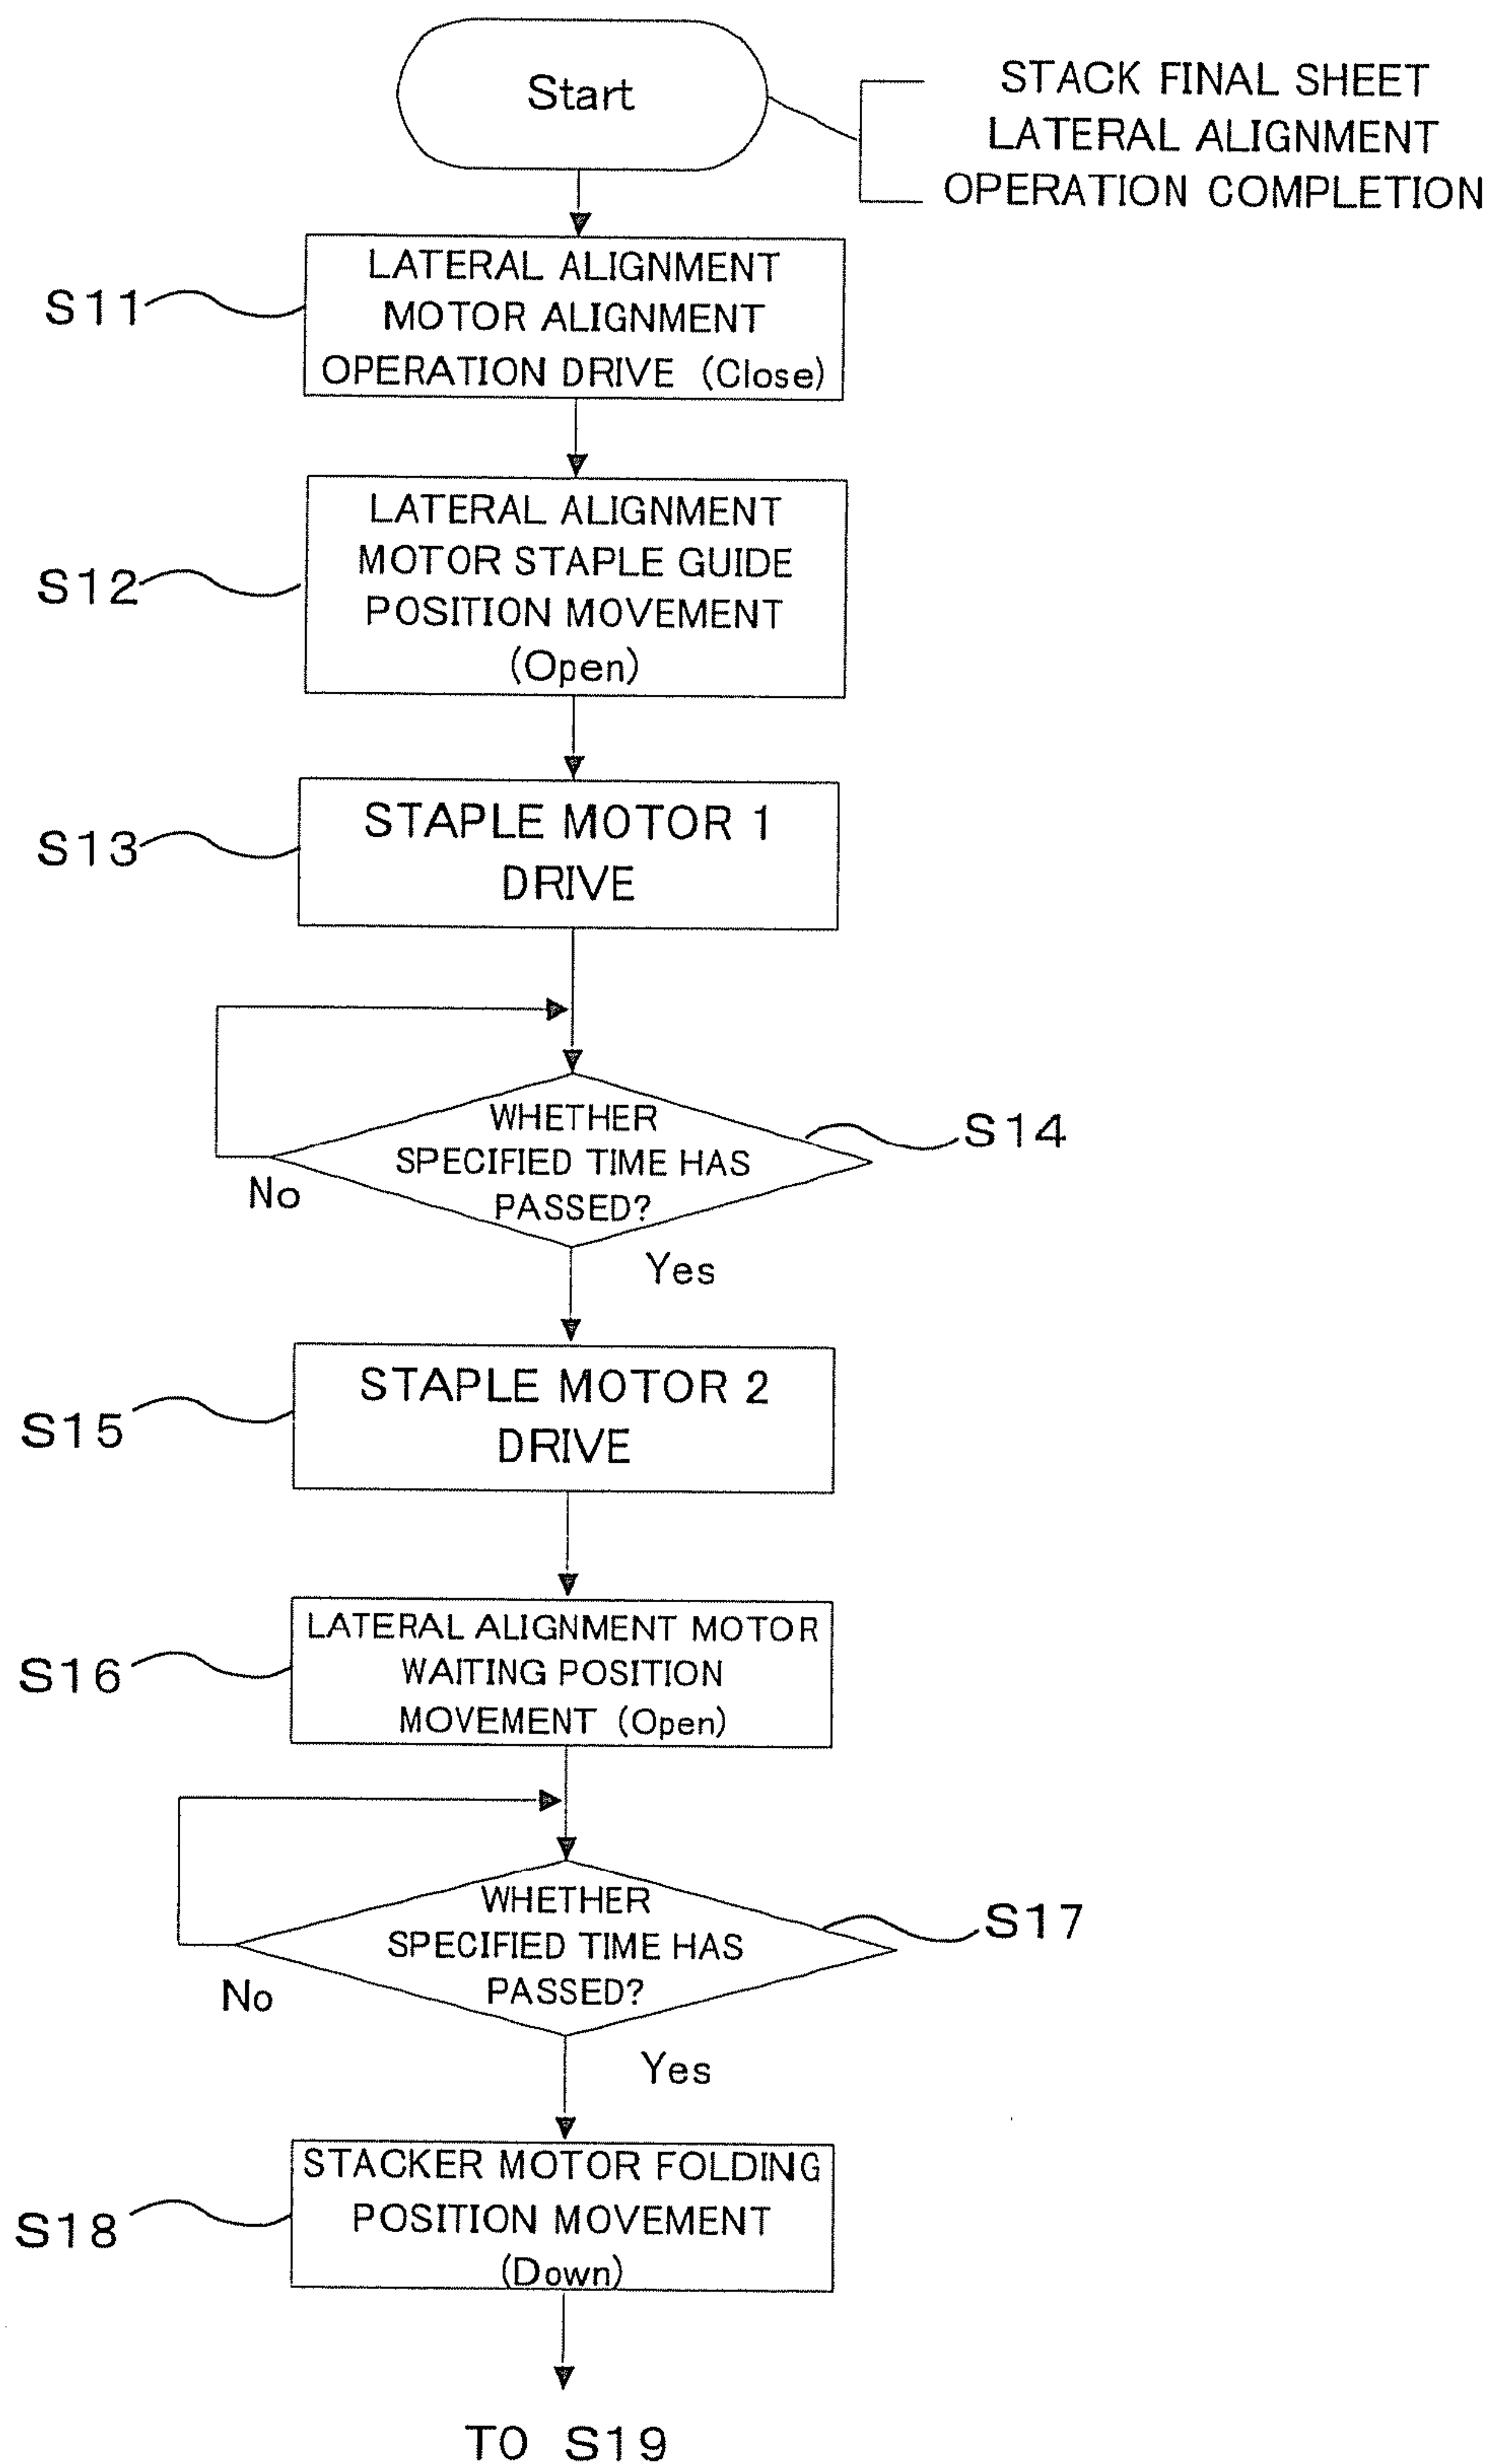 Start
STACK FINAL SHEET
LATERAL ALIGNMENT
OPERATION COMPLETION
S11
LATERAL ALIGNMENT
MOTOR ALIGNMENT
OPERATION DRIVE (Close)
S12
LATERAL ALIGNMENT
MOTOR STAPLE GUIDE
POSITION MOVEMENT
(Open)
S13
STAPLE MOTOR 1
DRIVE
WHETHER
SPECIFIED TIME HAS
PASSED?
S14
No
Yes
S15
STAPLE MOTOR 2
DRIVE
S16
LATERAL ALIGNMENT MOTOR
WAITING POSITION
MOVEMENT (Open)
WHETHER
SPECIFIED TIME HAS
PASSED?
S17
No
Yes
S18
STACKER MOTOR FOLDING
POSITION MOVEMENT
(Down)
TO S19